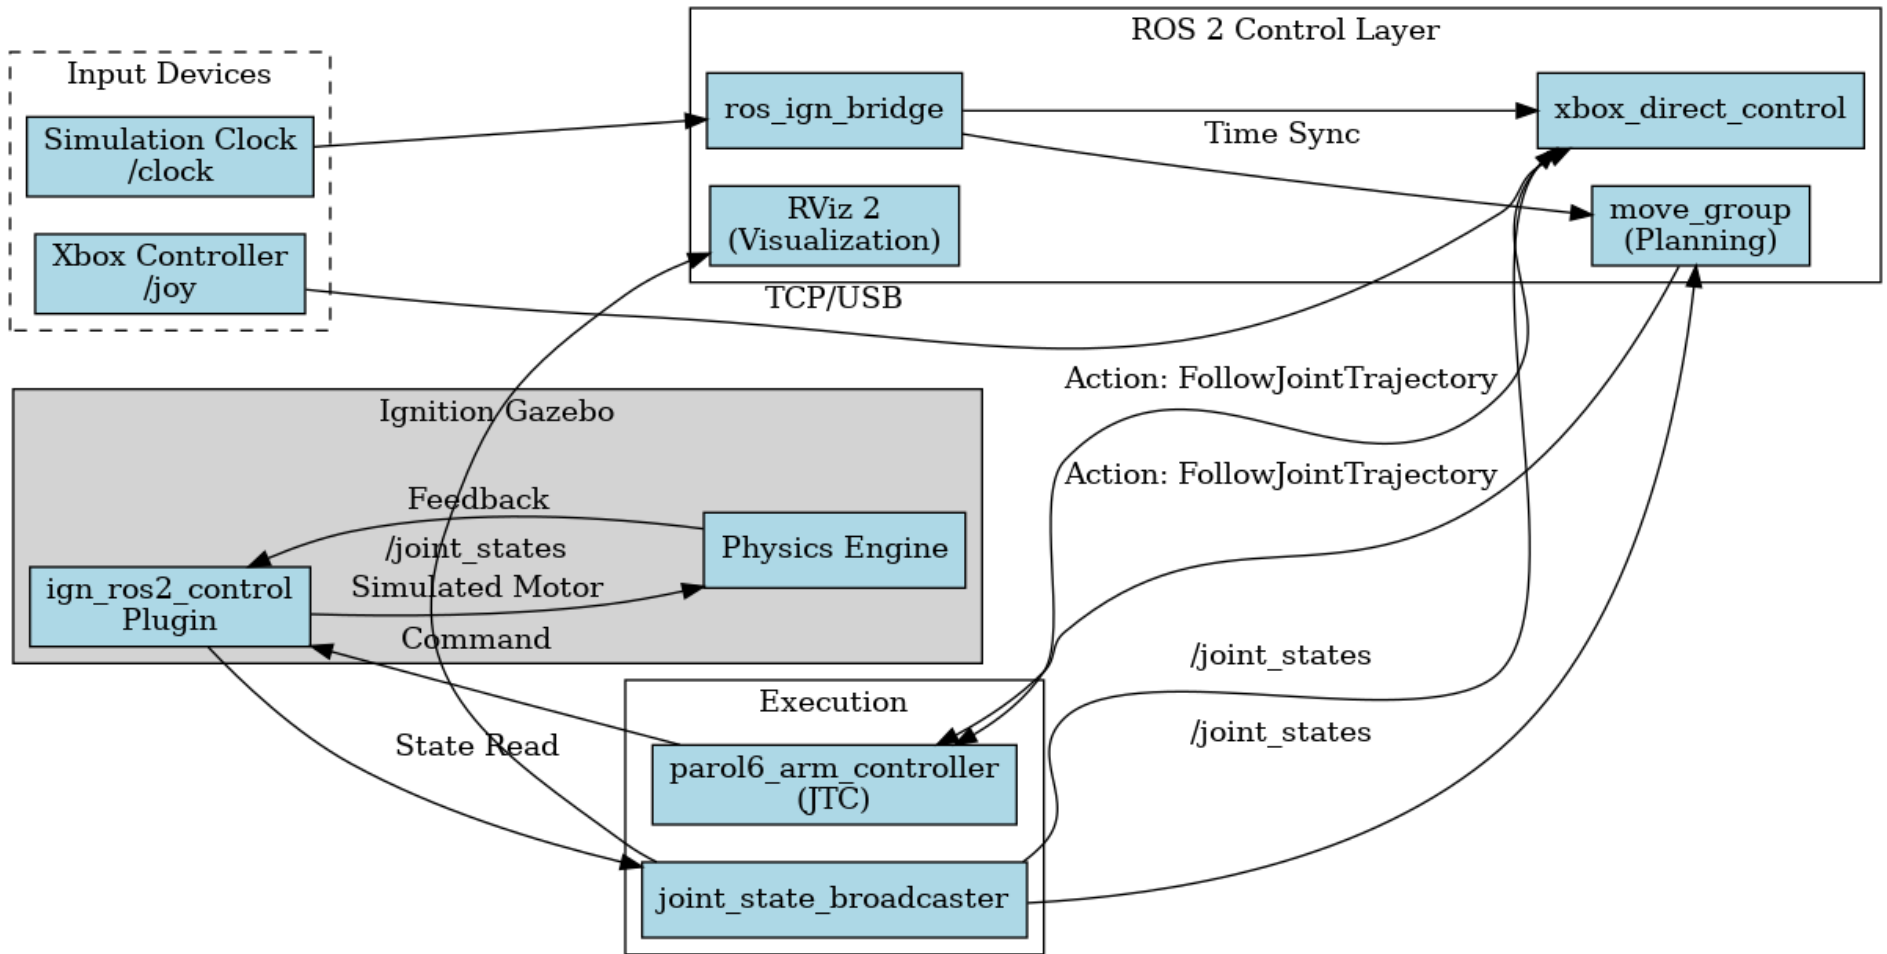 ROS 2 Control Layer
Input Devices
Simulation Clock
/clock
Xbox Controller
/joy
ros_ign_bridge
Time Sync
xbox_direct_control
RViz 2
(Visualization)
move_group
(Planning)
TCP/USB
Action: FollowJointTrajectory
Action: FollowJointTrajectory
Ignition Gazebo
Feedback
/joint_states
Simulated Motor
Physics Engine
ign_ros2_control
Plugin
Command
/joint_states
/joint_states
State Read
Execution
parol6_arm_controller
(JTC)
joint_state_broadcaster